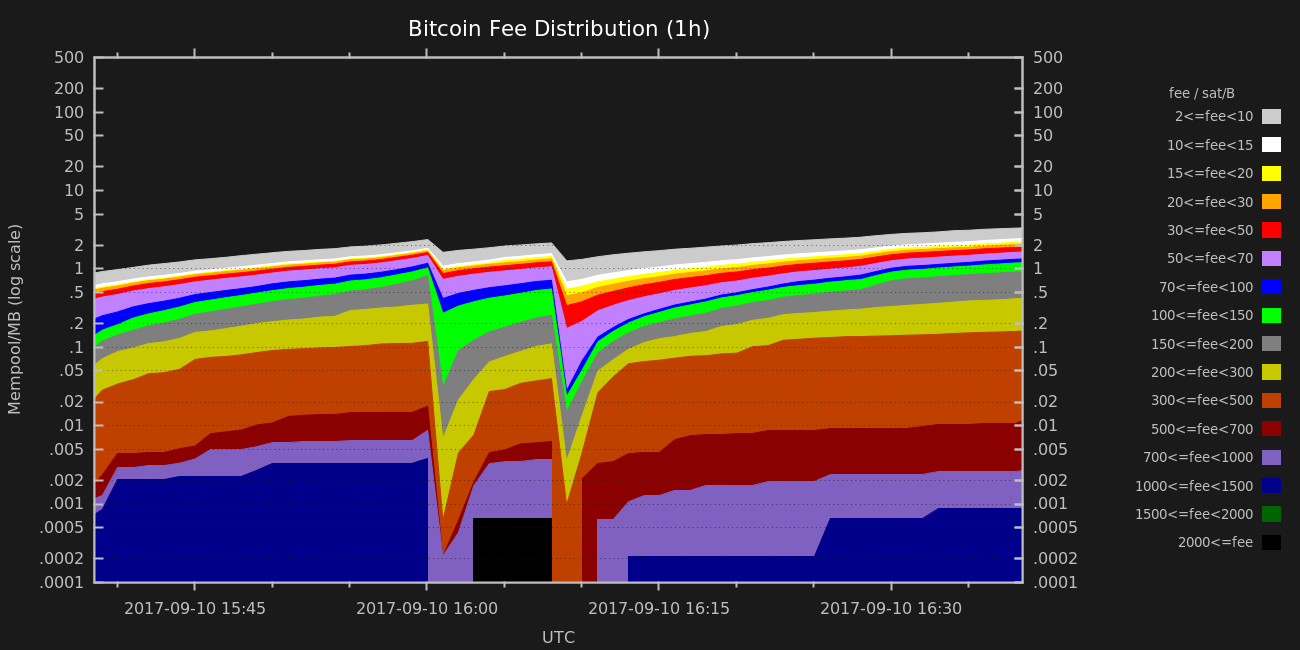 Bitcoin Fee Distribution (1h)
500
200
100
50
20
10
5
2
1
.5
.2
.1
.05
.02
.01
.005
.002
.001
.0005
.0002
.0001
Mempool/MB (log scale)
500
200
100
50
20
10
5
2
1
.5
.2
.1
.05
.02
.01
.005
.002
.001
.0005
.0002
.0001
2017-09-10 15:45
2017-09-10 16:00
2017-09-10 16:15
2017-09-10 16:30
UTC
fee / sat/B
2<=fee<10
10<=fee<15
15<=fee<20
20<=fee<30
30<=fee<50
50<=fee<70
70<=fee<100
100<=fee<150
150<=fee<200
200<=fee<300
300<=fee<500
500<=fee<700
700<=fee<1000
1000<=fee<1500
1500<=fee<2000
2000<=fee